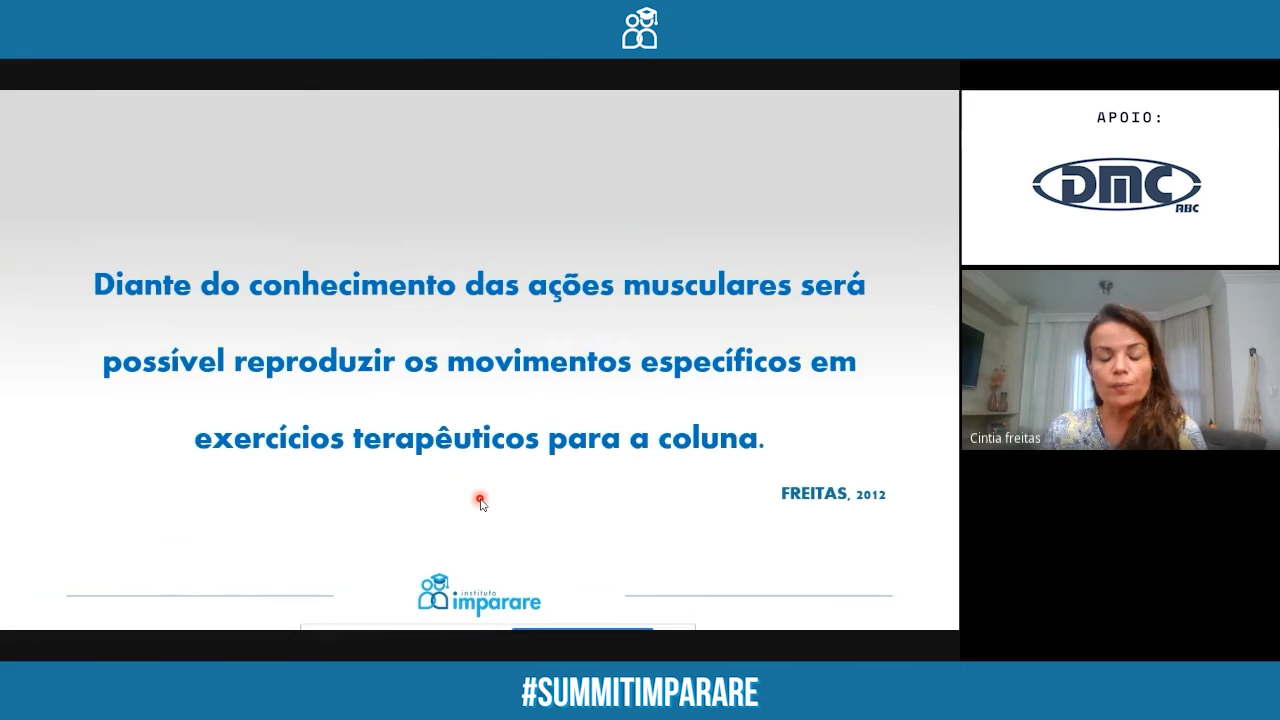 Diante do conhecimento das ações musculares será
possível reproduzir os movimentos específicos em
exercícios terapêuticos para a coluna.
FREITAS, 2012
instituto
imparare
APOIO:
DMC
ABC
Cintia freitas
#SUMMITIMPARARE